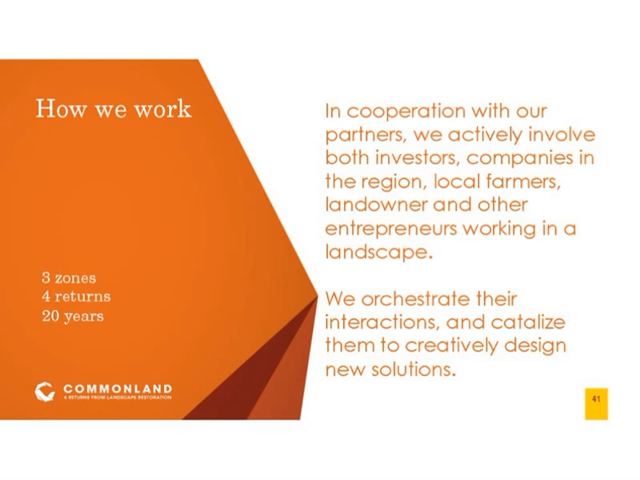 How we work
3 zones
4 returns
20 years
COMMONLAND
4 RETURNS FROM LANDSCAPE RESTORATION
In cooperation with our
partners, we actively involve
both investors, companies in
the region, local farmers,
landowner and other
entrepreneurs working in a
landscape.
We orchestrate their
interactions, and catalize
them to creatively design
new solutions.
41